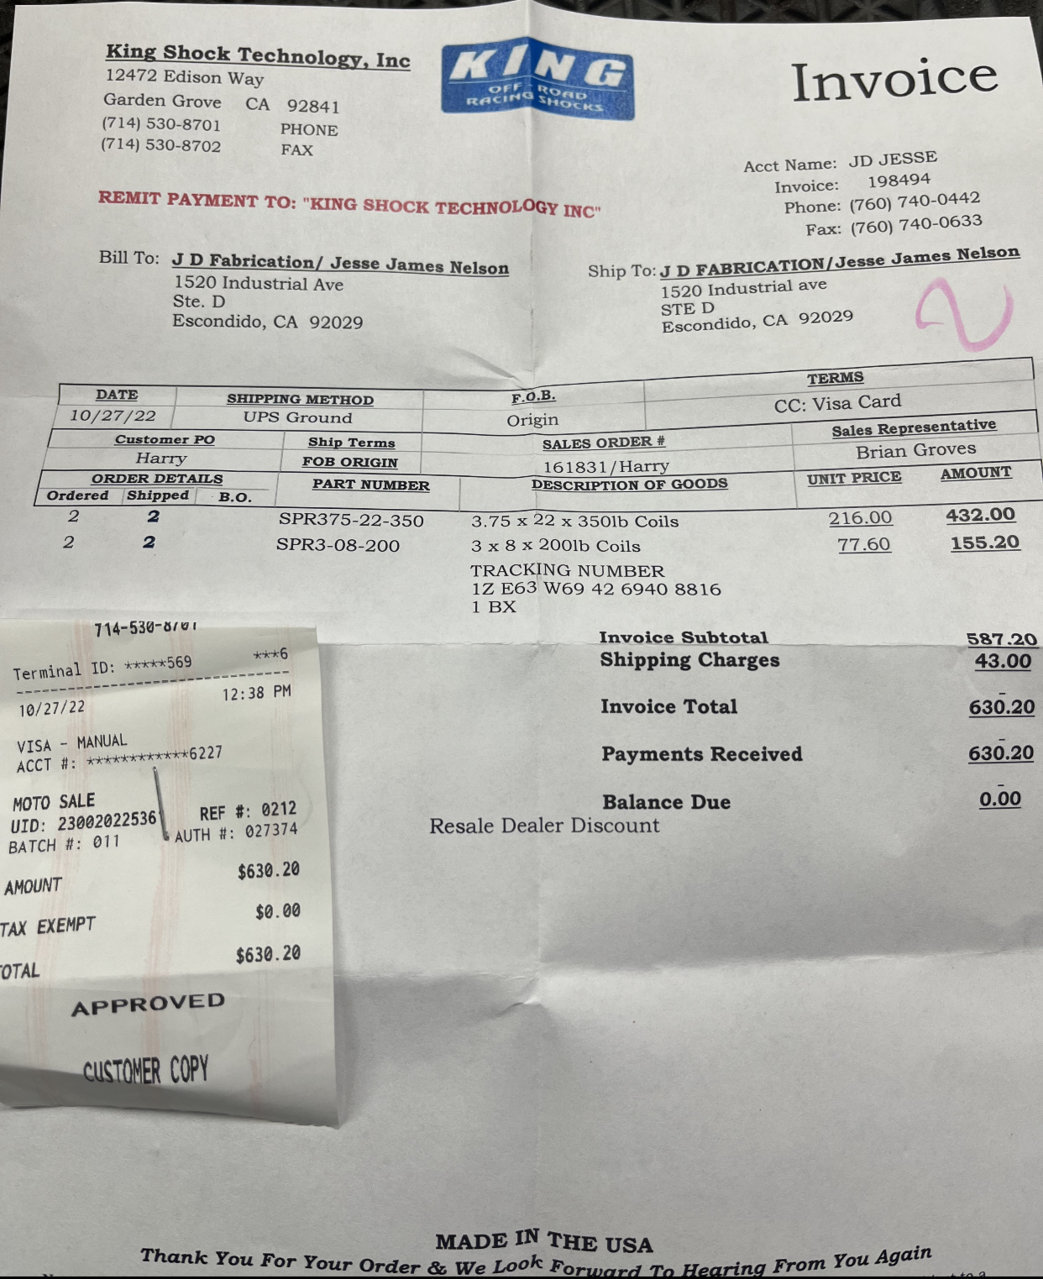 King Shock Technology, Inc
12472 Edison Way
Garden Grove CA 92841
(714) 530-8701 PHONE
(714) 530-8702 FAX
KING
OFF-ROAD
RACING SHOCKS
Invoice
Acct Name: JD JESSE
Invoice: 198494
Phone: (760) 740-0442
Fax: (760) 740-0633
REMIT PAYMENT TO: "KING SHOCK TECHNOLOGY INC"
Bill To: J D Fabrication/ Jesse James Nelson
1520 Industrial Ave
Ste. D
Escondido, CA 92029
Ship To: J D FABRICATION/Jesse James Nelson
1520 Industrial ave
STE D
Escondido, CA 92029
DATE SHIPPING METHOD F.O.B. TERMS
10/27/22 UPS Ground Origin CC: Visa Card
Customer PO Ship Terms SALES ORDER # Sales Representative
Harry FOB ORIGIN 161831/Harry Brian Groves
ORDER DETAILS PART NUMBER DESCRIPTION OF GOODS UNIT PRICE AMOUNT
Ordered Shipped B.O.
2 2 SPR375-22-350 3.75 x 22 x 350lb Coils 216.00 432.00
2 2 SPR3-08-200 3 x 8 x 200lb Coils 77.60 155.20
TRACKING NUMBER
1Z E63 W69 42 6940 8816
1 BX
Invoice Subtotal 587.20
Shipping Charges 43.00
Invoice Total 630.20
Payments Received 630.20
Balance Due 0.00
Resale Dealer Discount
714-530-8701
Terminal ID: *****569 ***6
10/27/22 12:38 PM
VISA - MANUAL
ACCT #: ************6227
MOTO SALE
UID: 23002022536 REF #: 0212
BATCH #: 011 AUTH #: 027374
AMOUNT $630.20
TAX EXEMPT $0.00
TOTAL $630.20
APPROVED
CUSTOMER COPY
MADE IN THE USA
Thank You For Your Order & We Look Forward To Hearing From You Again